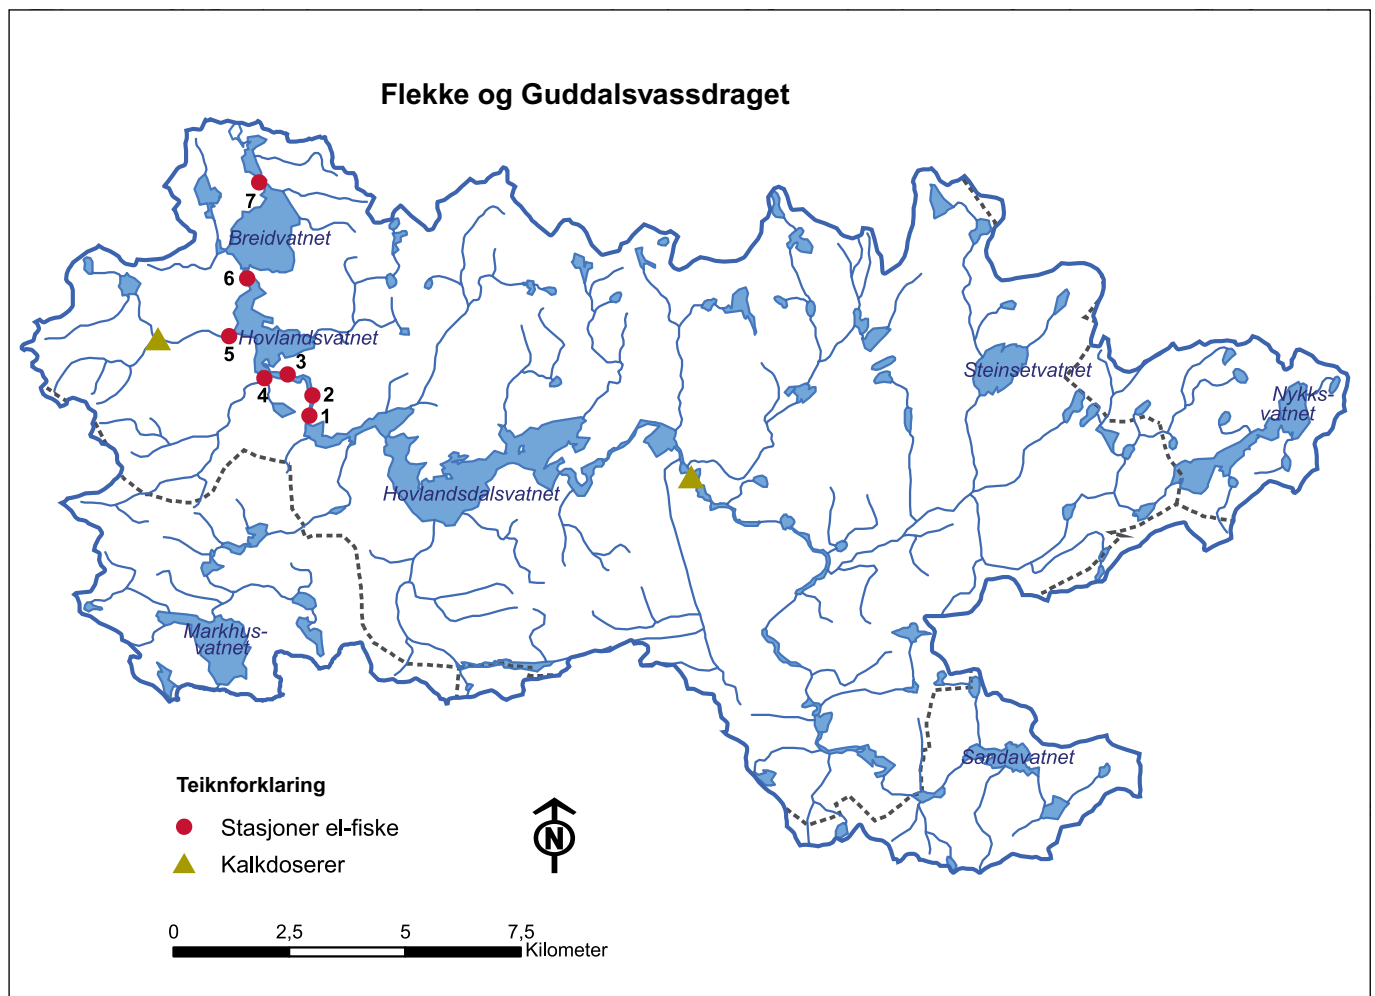 Flekke og Guddalsvassdraget
7
Breidvatnet
6
Hovlandsvatnet
5
3
4
2
1
Steinsetvatnet
Nykks-
vatnet
Hovlandsdalsvatnet
Markhus-
vatnet
Sandavatnet
Teiknforklaring
Stasjoner el-fiske
Kalkdoserer
N
0 2,5 5 7,5
Kilometer